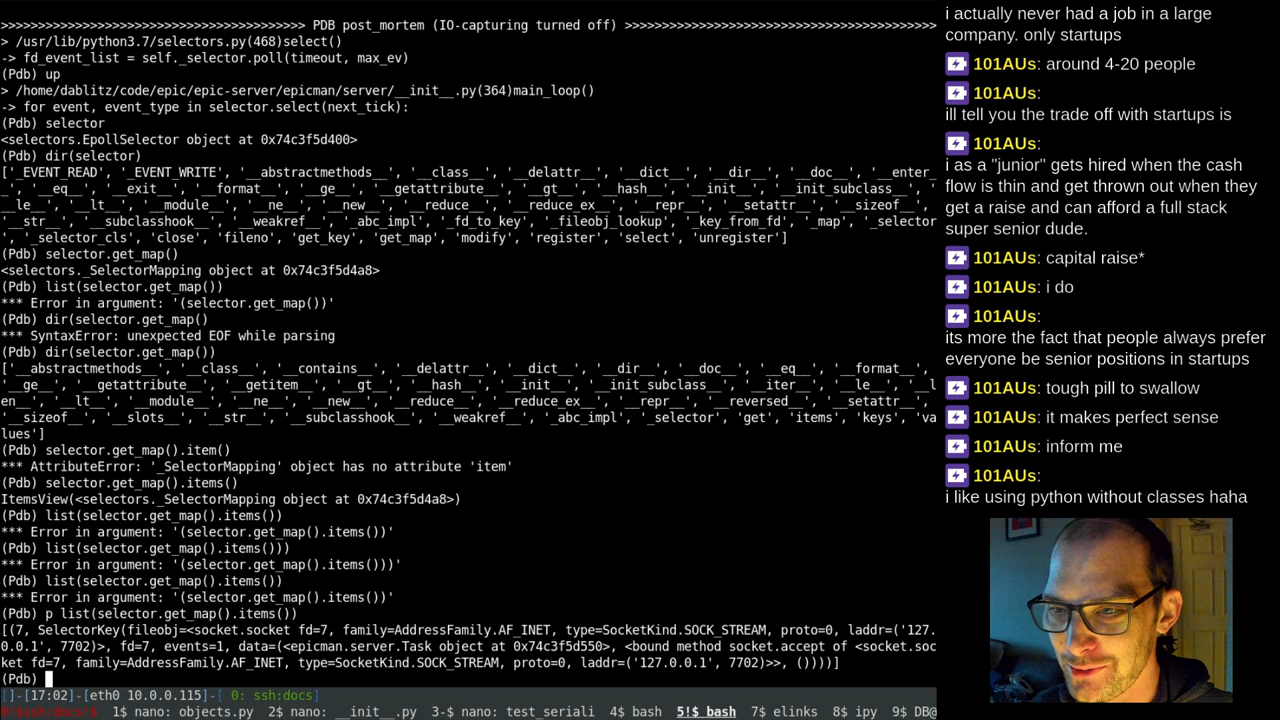 >>>>>>>>>>>>>>>>>>>>>>>>>>>>>>>>>>>>>>> PDB post_mortem (IO-capturing turned off) >>>>>>>>>>>>>>>>>>>>>>>>>>>>>>>>>>>>>>>
> /usr/lib/python3.7/selectors.py(468)select()
-> fd_event_list = self._selector.poll(timeout, max_ev)
(Pdb) up
> /home/dablitz/code/epic/epic-server/epicman/server/__init__.py(364)main_loop()
-> for event, event_type in selector.select(next_tick):
(Pdb) selector
<selectors.EpollSelector object at 0x74c3f5d400>
(Pdb) dir(selector)
['_EVENT_READ', '_EVENT_WRITE', '__abstractmethods__', '__class__', '__delattr__', '__dict__', '__dir__', '__doc__', '__enter_
_', '__eq__', '__exit__', '__format__', '__ge__', '__getattribute__', '__gt__', '__hash__', '__init__', '__init_subclass__', '
__le__', '__lt__', '__module__', '__ne__', '__new__', '__reduce__', '__reduce_ex__', '__repr__', '__setattr__', '__sizeof__',
'__str__', '__subclasshook__', '__weakref__', '_abc_impl', '_fd_to_key', '_fileobj_lookup', '_key_from_fd', '_map', '_selector
', '_selector_cls', 'close', 'fileno', 'get_key', 'get_map', 'modify', 'register', 'select', 'unregister']
(Pdb) selector.get_map()
<selectors._SelectorMapping object at 0x74c3f5d4a8>
(Pdb) list(selector.get_map())
*** Error in argument: '(selector.get_map())'
(Pdb) dir(selector.get_map()
*** SyntaxError: unexpected EOF while parsing
(Pdb) dir(selector.get_map())
['__abstractmethods__', '__class__', '__contains__', '__delattr__', '__dict__', '__dir__', '__doc__', '__eq__', '__format__',
'__ge__', '__getattribute__', '__getitem__', '__gt__', '__hash__', '__init__', '__init_subclass__', '__iter__', '__le__', '__l
en__', '__lt__', '__module__', '__ne__', '__new__', '__reduce__', '__reduce_ex__', '__repr__', '__reversed__', '__setattr__',
'__sizeof__', '__slots__', '__str__', '__subclasshook__', '__weakref__', '_abc_impl', '_selector', 'get', 'items', 'keys', 'va
lues']
(Pdb) selector.get_map().item()
*** AttributeError: '_SelectorMapping' object has no attribute 'item'
(Pdb) selector.get_map().items()
ItemsView(<selectors._SelectorMapping object at 0x74c3f5d4a8>)
(Pdb) list(selector.get_map().items())
*** Error in argument: '(selector.get_map().items())'
(Pdb) list(selector.get_map().items()))
*** Error in argument: '(selector.get_map().items()))'
(Pdb) list(selector.get_map().items())
*** Error in argument: '(selector.get_map().items())'
(Pdb) p list(selector.get_map().items())
[(7, SelectorKey(fileobj=<socket.socket fd=7, family=AddressFamily.AF_INET, type=SocketKind.SOCK_STREAM, proto=0, laddr=('127.
0.0.1', 7702)>, fd=7, events=1, data=(<epicman.server.Task object at 0x74c3f5d550>, <bound method socket.accept of <socket.soc
ket fd=7, family=AddressFamily.AF_INET, type=SocketKind.SOCK_STREAM, proto=0, laddr=('127.0.0.1', 7702)>>, ())))]
(Pdb)
[]-[17:02]-[eth0 10.0.0.115]-[ 0: ssh:docs]
0!$ssh:docs*$ 1$ nano: objects.py 2$ nano: __init__.py 3-$ nano: test_seriali 4$ bash 5!$ bash 7$ elinks 8$ ipy 9$ DB@
i actually never had a job in a large
company. only startups
101AUs: around 4-20 people
101AUs:
ill tell you the trade off with startups is
101AUs:
i as a "junior" gets hired when the cash
flow is thin and get thrown out when they
get a raise and can afford a full stack
super senior dude.
101AUs: capital raise*
101AUs: i do
101AUs:
its more the fact that people always prefer
everyone be senior positions in startups
101AUs: tough pill to swallow
101AUs: it makes perfect sense
101AUs: inform me
101AUs:
i like using python without classes haha